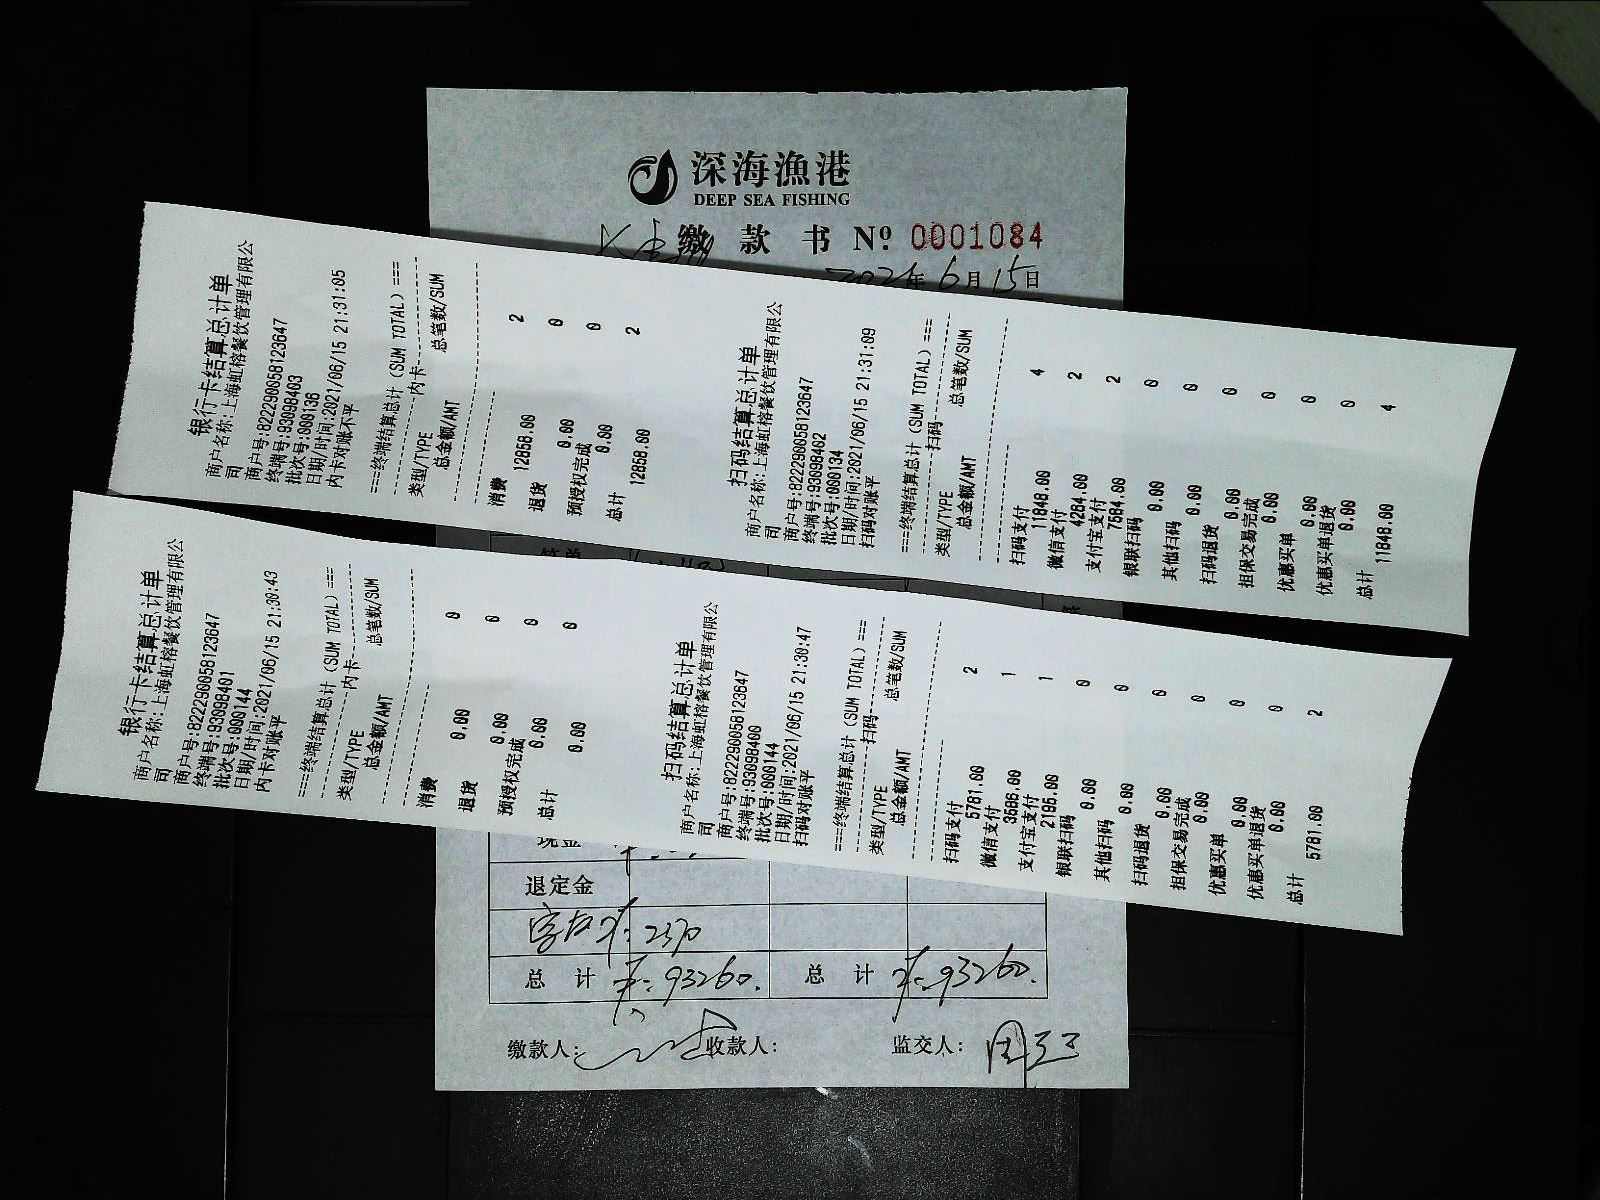 深海漁港
DEEP SEA FISHING
缴款书 Nº: 0001084
2021年6月15日
银行卡结算总计单
商户名称:上海虹榕餐饮管理有限公
司
商户号:822290058123647
终端号:93098403
批次号:000136
日期/时间:2021/06/15 21:31:05
内卡对账不平
===终端结算总计(SUM TOTAL)===
类型/TYPE 内卡
总金额/AMT 总笔数/SUM
消费
12858.00 2
退货
0.00 0
预授权完成
0.00 0
总计
12858.00 2
扫码结算总计单
商户名称:上海虹榕餐饮管理有限公
司
商户号:822290058123647
终端号:93098402
批次号:000134
日期/时间:2021/06/15 21:31:09
扫码对账平
===终端结算总计(SUM TOTAL)===
类型/TYPE 扫码
总金额/AMT 总笔数/SUM
扫码支付
11848.00 4
微信支付
4264.00 2
支付宝支付
7584.00 2
银联扫码
0.00 0
其他扫码
0.00 0
扫码退货
0.00 0
担保交易完成
0.00 0
优惠买单
0.00 0
优惠买单退货
0.00 0
总计
11848.00 4
银行卡结算总计单
商户名称:上海虹榕餐饮管理有限公
司
商户号:822290058123647
终端号:93098401
批次号:000144
日期/时间:2021/06/15 21:30:43
内卡对账平
===终端结算总计(SUM TOTAL)===
类型/TYPE 内卡
总金额/AMT 总笔数/SUM
消费
0.00 0
退货
0.00 0
预授权完成
0.00 0
总计
0.00 0
扫码结算总计单
商户名称:上海虹榕餐饮管理有限公
司
商户号:822290058123647
终端号:93098400
批次号:000144
日期/时间:2021/06/15 21:30:47
扫码对账平
===终端结算总计(SUM TOTAL)===
类型/TYPE 扫码
总金额/AMT 总笔数/SUM
扫码支付
5781.00 2
微信支付
3586.00 1
支付宝支付
2195.00 1
银联扫码
0.00 0
其他扫码
0.00 0
扫码退货
0.00 0
担保交易完成
0.00 0
优惠买单
0.00 0
优惠买单退货
0.00 0
总计
5781.00 2
退定金
2370
总计 ¥:93260. 总计 ¥:93260.
缴款人: 收款人: 监交人: